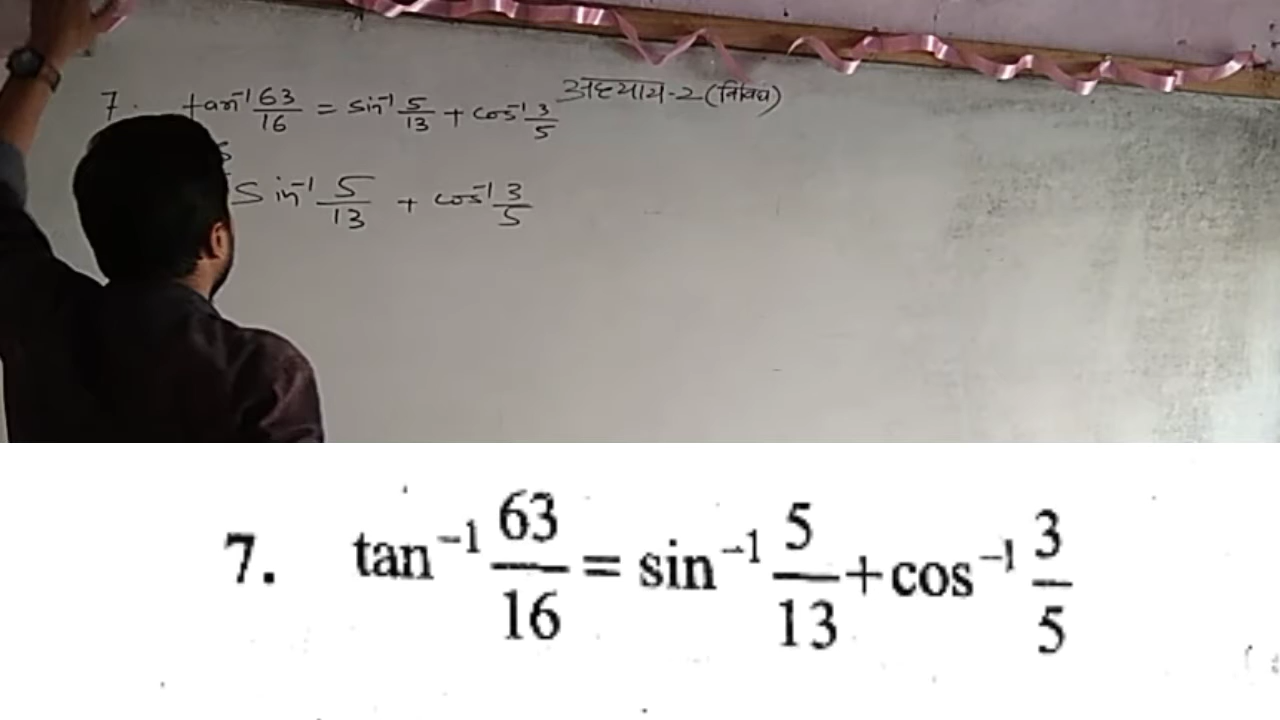 7. tan⁻¹ 63/16 = sin⁻¹ 5/13 + cos⁻¹ 3/5 अध्याय-2 (विविध)
sin⁻¹ 5/13 + cos⁻¹ 3/5
7. tan⁻¹ 63/16 = sin⁻¹ 5/13 + cos⁻¹ 3/5